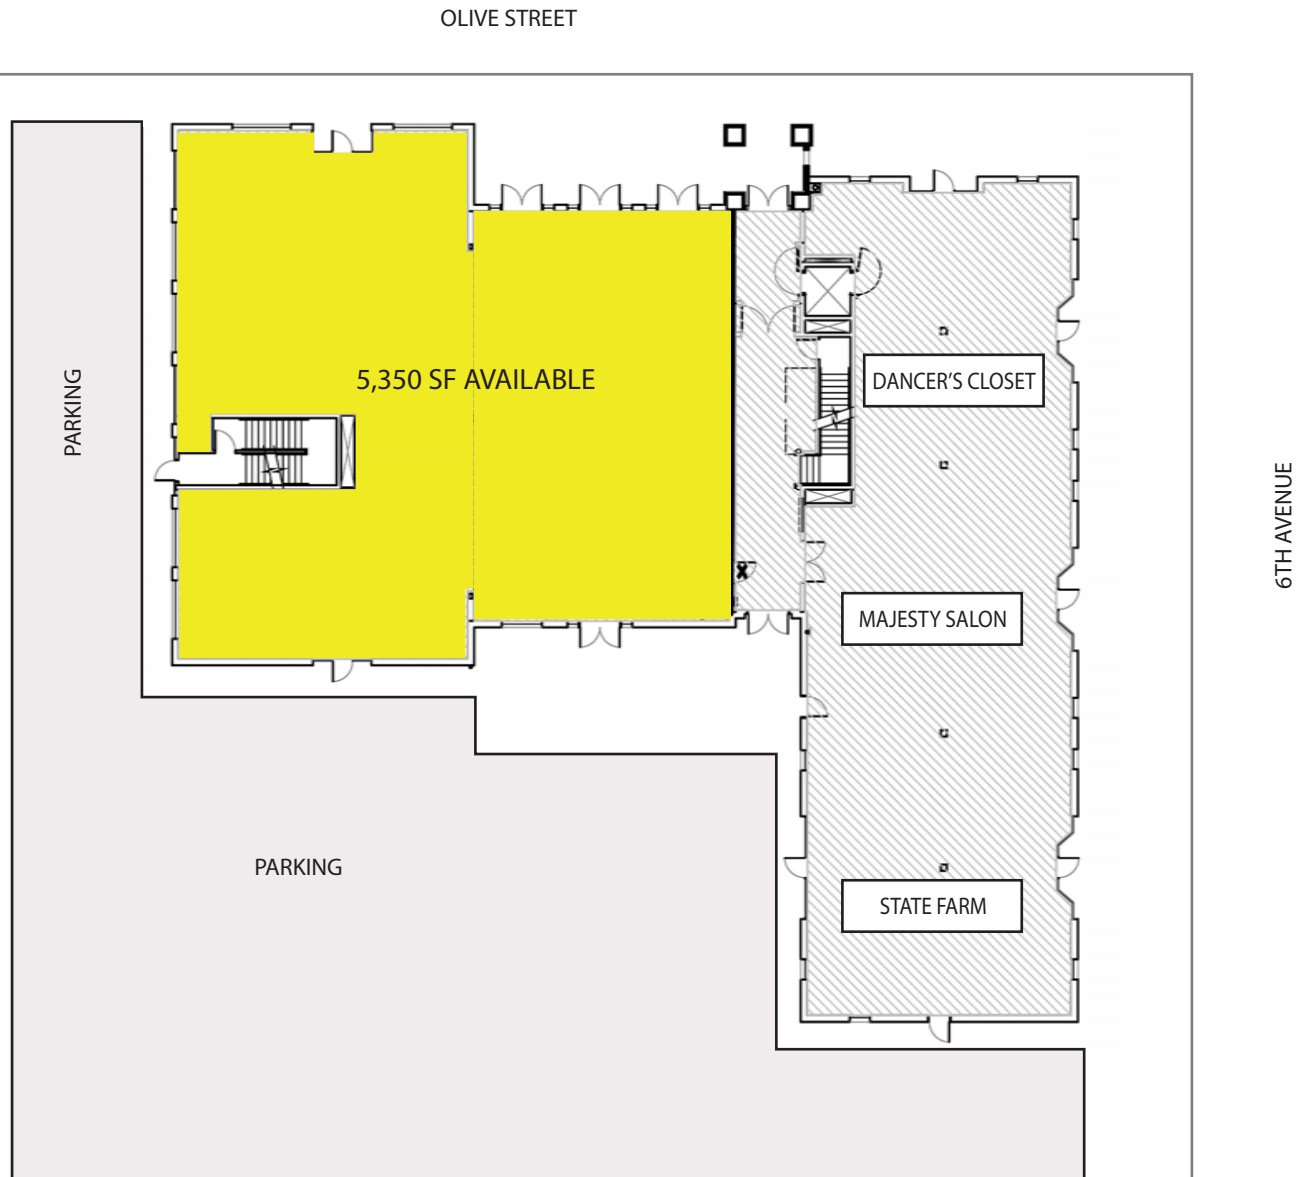 OLIVE STREET
PARKING
5,350 SF AVAILABLE
DANCER'S CLOSET
6TH AVENUE
MAJESTY SALON
PARKING
STATE FARM